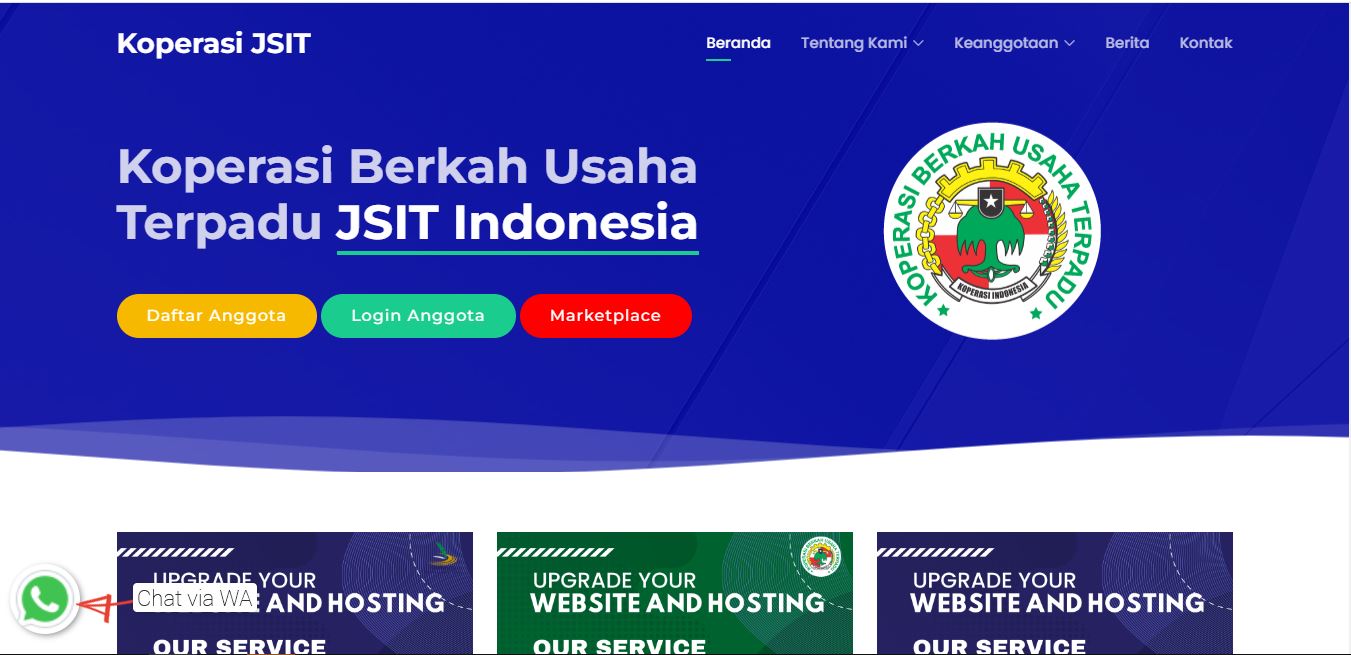 Koperasi JSIT
Beranda
Tentang Kami
Keanggotaan
Berita
Kontak
Koperasi Berkah Usaha
Terpadu JSIT Indonesia
Daftar Anggota
Login Anggota
Marketplace
KOPERASI BERKAH USAHA TERPADU
KOPERASI INDONESIA
UPGRADE YOUR
WEBSITE AND HOSTING
OUR SERVICE
UPGRADE YOUR
WEBSITE AND HOSTING
OUR SERVICE
UPGRADE YOUR
WEBSITE AND HOSTING
OUR SERVICE
Chat via WA